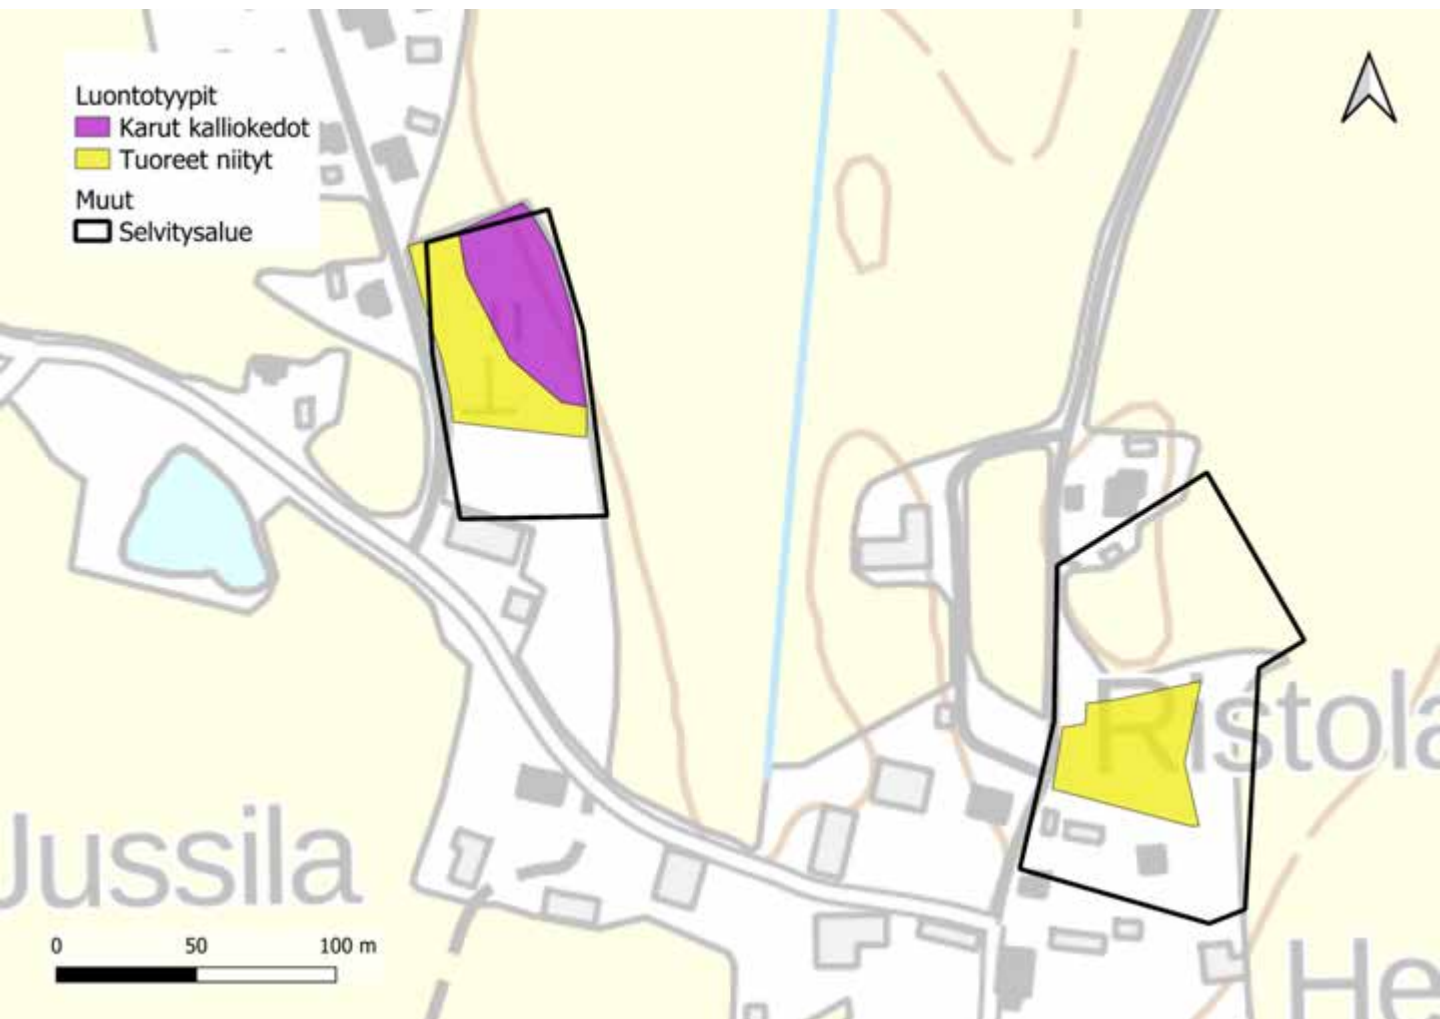 Luontotyypit
Karut kalliokedot
Tuoreet niityt
Muut
Selvitysalue
Ristola
Jussila
0 50 100 m
He